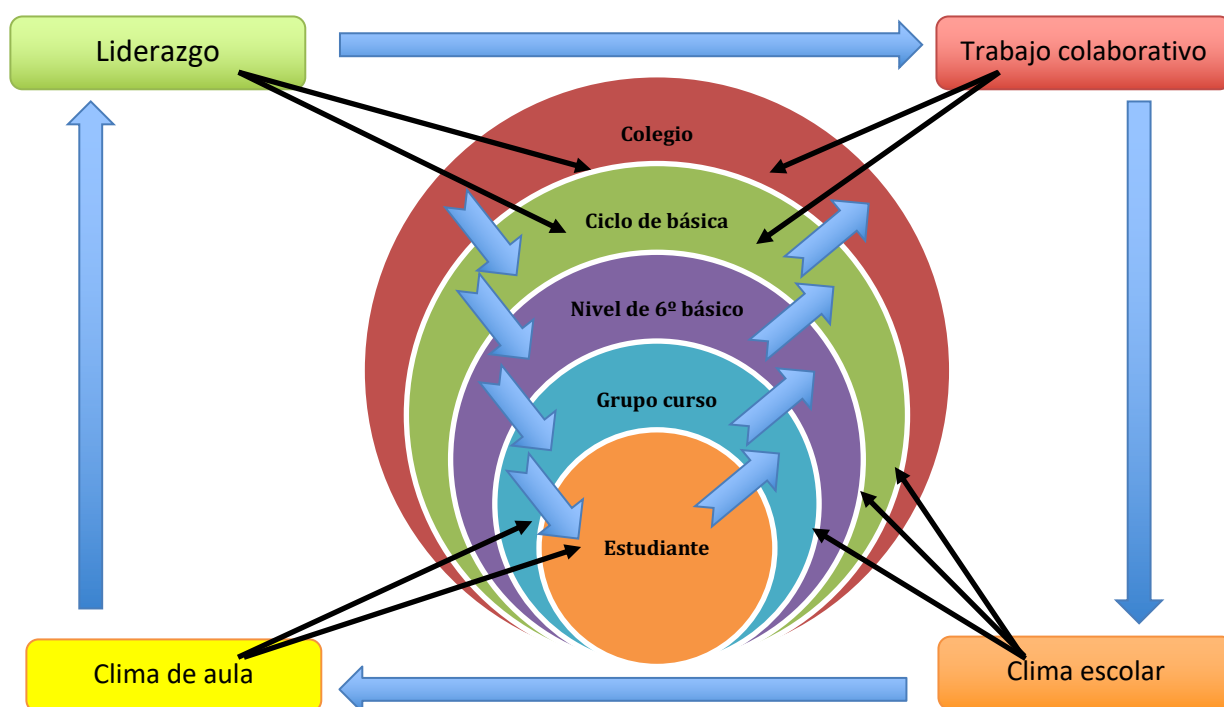 Liderazgo
Trabajo colaborativo
Colegio
Ciclo de básica
Nivel de 6º básico
Grupo curso
Estudiante
Clima de aula
Clima escolar